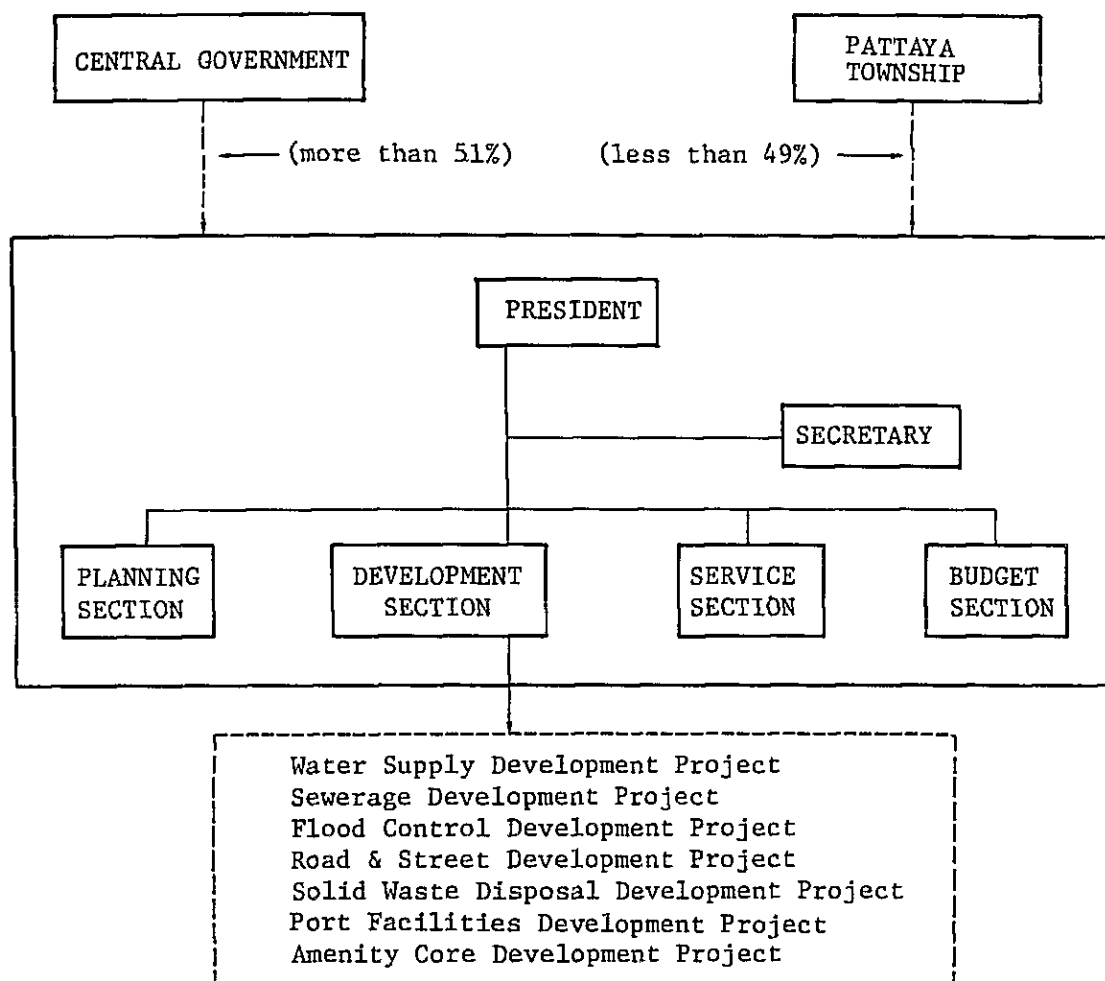 CENTRAL GOVERNMENT
PATTAYA
TOWNSHIP
(more than 51%)
(less than 49%)
PRESIDENT
SECRETARY
PLANNING
SECTION
DEVELOPMENT
SECTION
SERVICE
SECTION
BUDGET
SECTION
Water Supply Development Project
Sewerage Development Project
Flood Control Development Project
Road & Street Development Project
Solid Waste Disposal Development Project
Port Facilities Development Project
Amenity Core Development Project